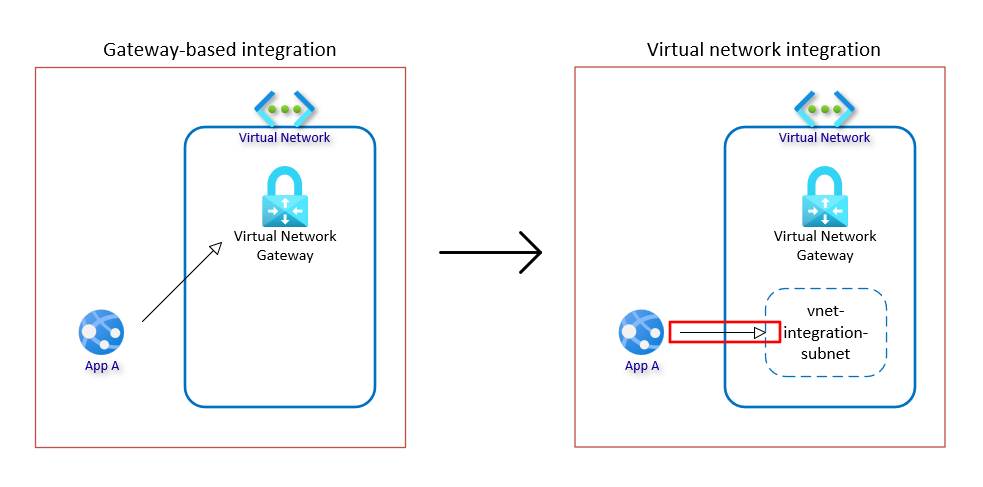 Gateway-based integration
Virtual Network
Virtual Network
Gateway
App A
Virtual network integration
Virtual Network
Virtual Network
Gateway
vnet-
integration-
subnet
App A